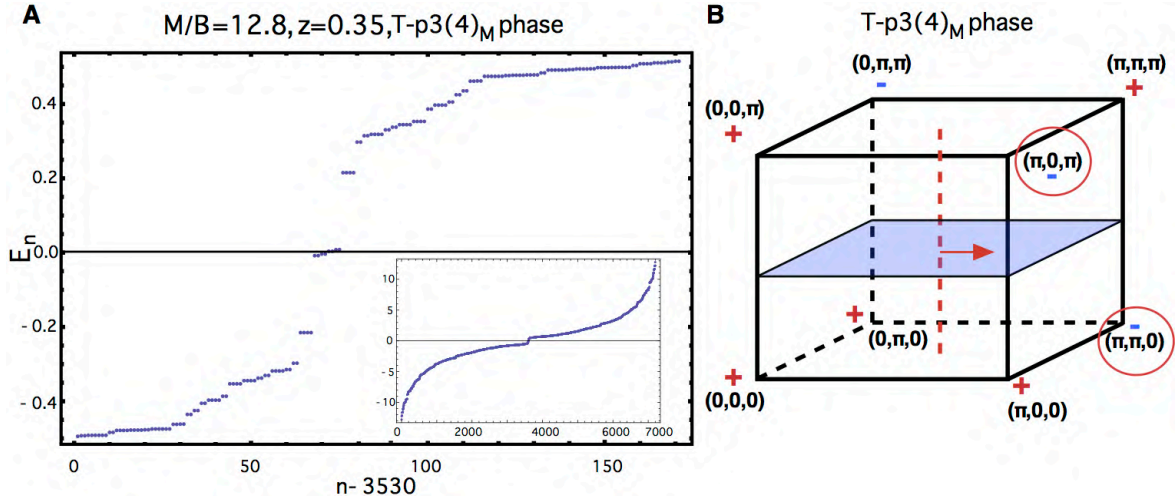 A
M/B=12.8, z=0.35, T-p3(4)M phase
En
0.4
0.2
0.0
-0.2
-0.4
0
50
100
150
n-3530
10
5
0
-5
-10
0
2000
4000
6000
7000
B
T-p3(4)M phase
(0,π,π)
-
(π,π,π)
+
(0,0,π)
+
(π,0,π)
-
+
(0,π,0)
-
(π,π,0)
+
(0,0,0)
+
(π,0,0)